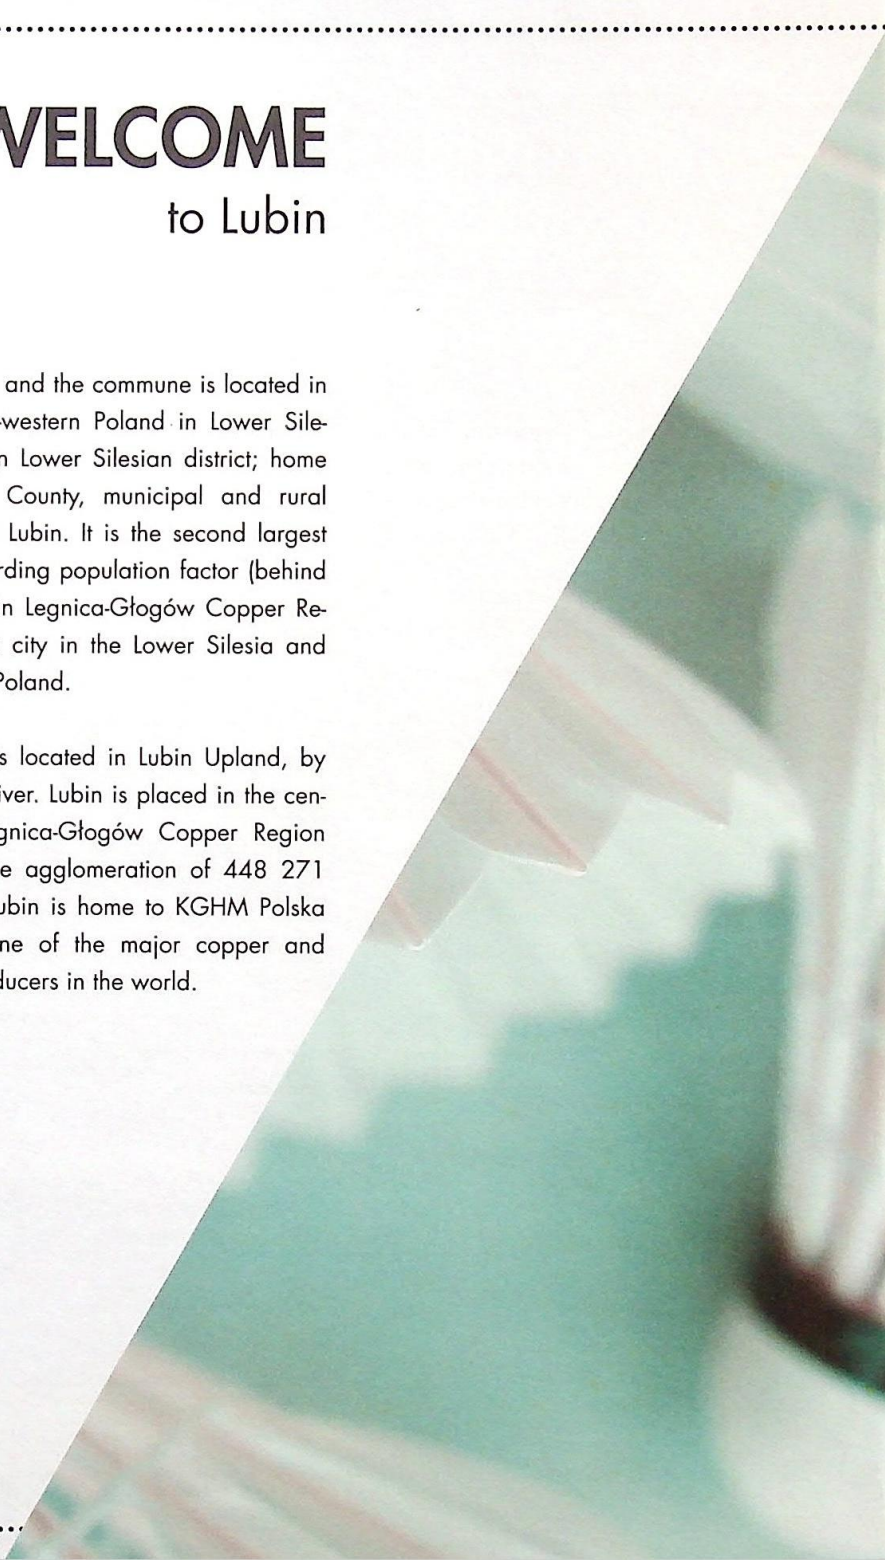 WELCOME
to Lubin
and the commune is located in
-western Poland in Lower Sile-
n Lower Silesian district; home
County, municipal and rural
Lubin. It is the second largest
rding population factor (behind
n Legnica-Głogów Copper Re-
city in the Lower Silesia and
Poland.
s located in Lubin Upland, by
iver. Lubin is placed in the cen-
gnica-Głogów Copper Region
e agglomeration of 448 271
ubin is home to KGHM Polska
ne of the major copper and
ducers in the world.